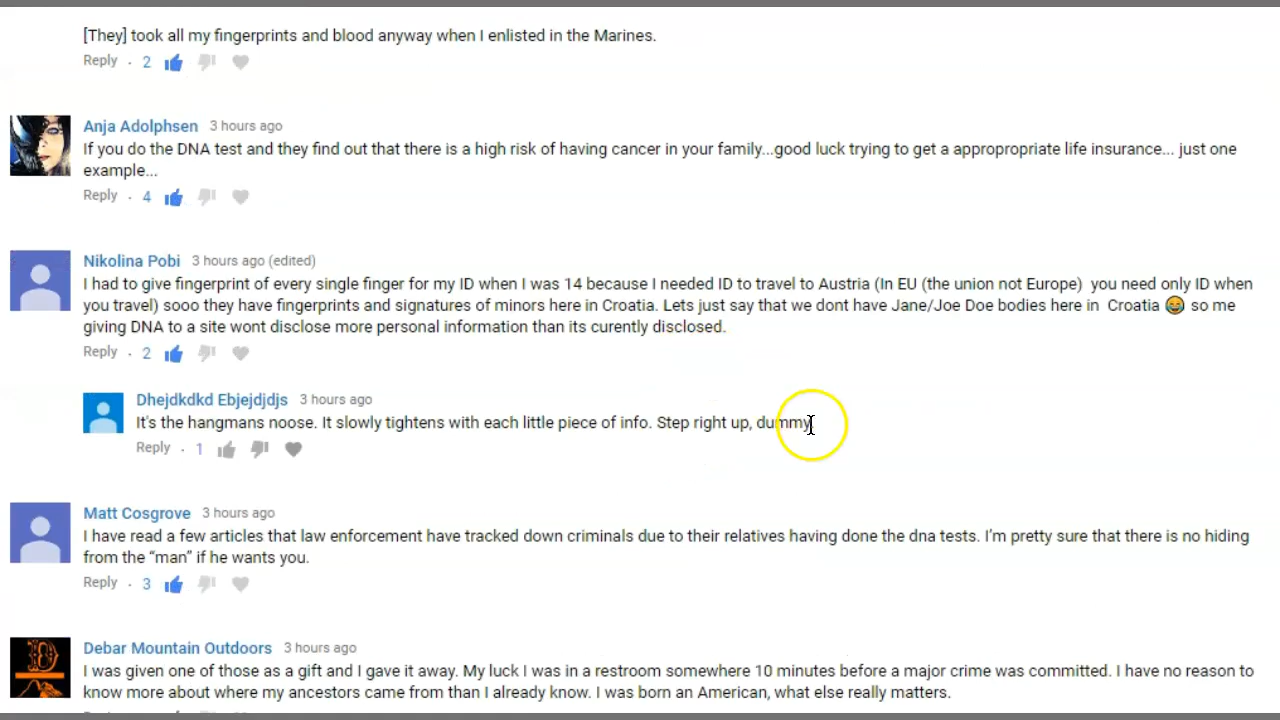 [They] took all my fingerprints and blood anyway when I enlisted in the Marines.
Reply · 2
Anja Adolphsen 3 hours ago
If you do the DNA test and they find out that there is a high risk of having cancer in your family...good luck trying to get a appropropriate life insurance... just one
example...
Reply · 4
Nikolina Pobi 3 hours ago (edited)
I had to give fingerprint of every single finger for my ID when I was 14 because I needed ID to travel to Austria (In EU (the union not Europe) you need only ID when
you travel) sooo they have fingerprints and signatures of minors here in Croatia. Lets just say that we dont have Jane/Joe Doe bodies here in Croatia 😂 so me
giving DNA to a site wont disclose more personal information than its curently disclosed.
Reply · 2
Dhejdkdkd Ebjejdjdjs 3 hours ago
It's the hangmans noose. It slowly tightens with each little piece of info. Step right up, dummy
Reply · 1
Matt Cosgrove 3 hours ago
I have read a few articles that law enforcement have tracked down criminals due to their relatives having done the dna tests. I'm pretty sure that there is no hiding
from the “man” if he wants you.
Reply · 3
Debar Mountain Outdoors 3 hours ago
I was given one of those as a gift and I gave it away. My luck I was in a restroom somewhere 10 minutes before a major crime was committed. I have no reason to
know more about where my ancestors came from than I already know. I was born an American, what else really matters.